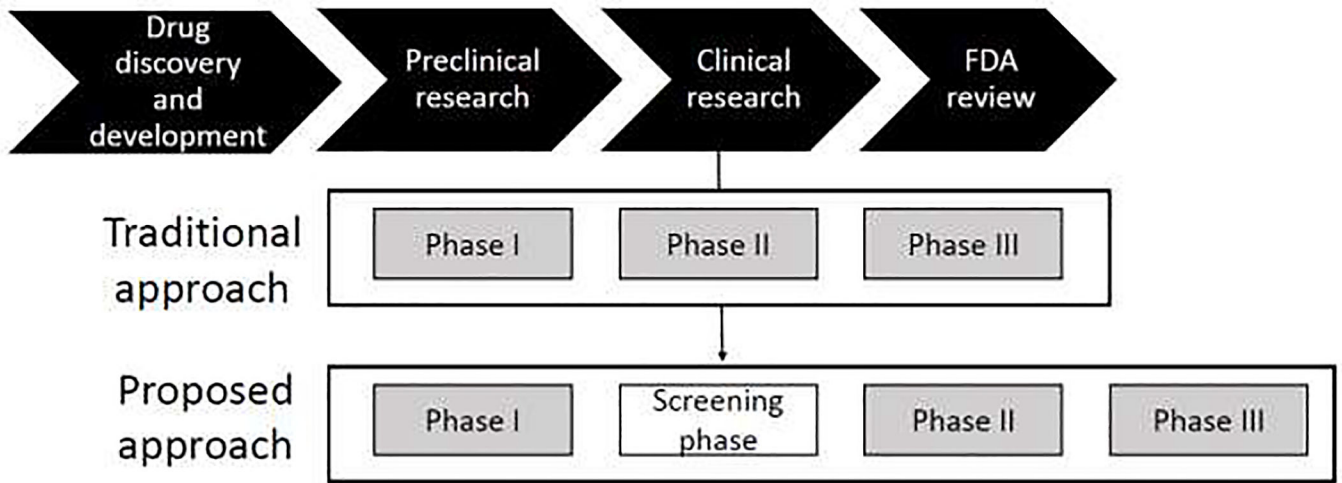 Drug
discovery
and
development
Preclinical
research
Clinical
research
FDA
review
Traditional
approach
Phase I
Phase II
Phase III
Proposed
approach
Phase I
Screening
phase
Phase II
Phase III